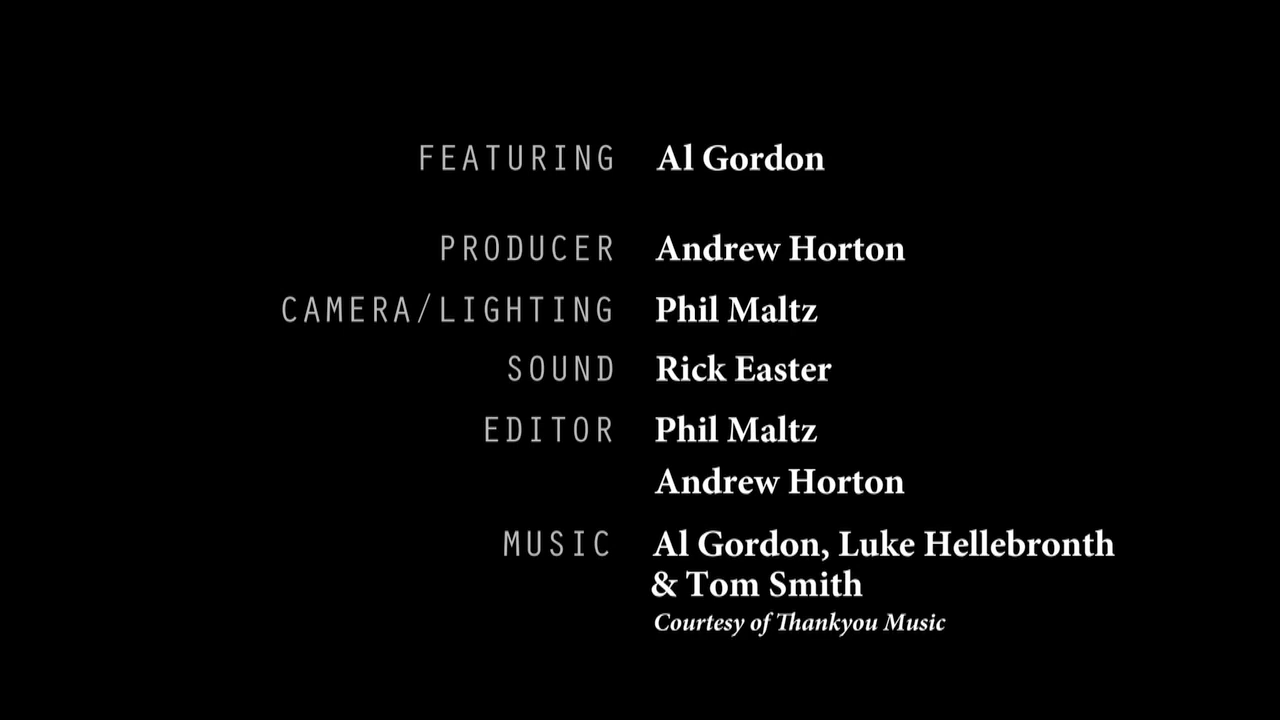 FEATURING Al Gordon
PRODUCER Andrew Horton
CAMERA/LIGHTING Phil Maltz
SOUND Rick Easter
EDITOR Phil Maltz
Andrew Horton
MUSIC Al Gordon, Luke Hellebronth
& Tom Smith
Courtesy of Thankyou Music